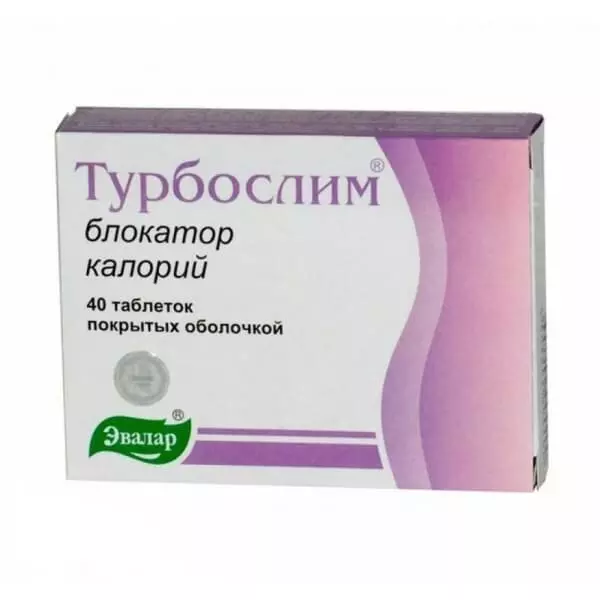 Турбослим®
блокатор
калорий
40 таблеток
покрытых оболочкой
Эвалар®